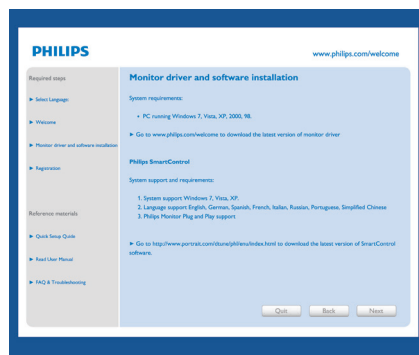 PHILIPS
www.philips.com/welcome
Required steps
Select Language:
Welcome
Monitor driver and software installation
Registration
Reference materials
Quick Setup Guide
Read User Manual
FAQ & Troubleshooting
Monitor driver and software installation
System requirements:
• PC running Windows 7, Vista, XP, 2000, 98.
Go to www.philips.com/welcome to download the latest version of monitor driver
Philips SmartControl
System support and requirements:
1. System support Windows 7, Vista, XP.
2. Language support English, German, Spanish, French, Italian, Russian, Portuguese, Simplified Chinese
3. Philips Monitor Plug and Play support
Go to http://www.portrait.com/dtune/phil/enu/index.html to download the latest version of SmartControl
software.
Quit
Back
Next